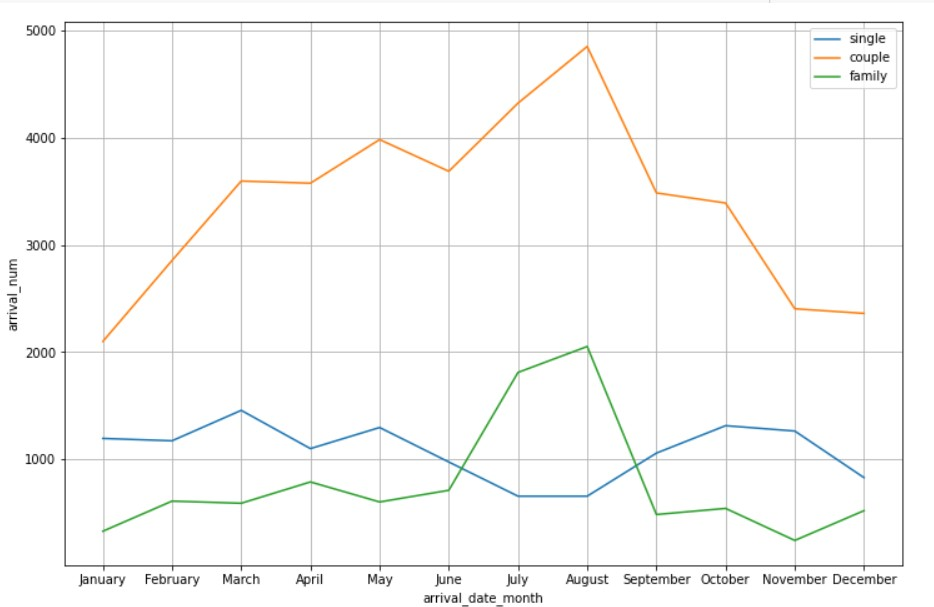 single
couple
family
5000
4000
3000
2000
1000
arrival_num
January February March April May June July August September October November December
arrival_date_month